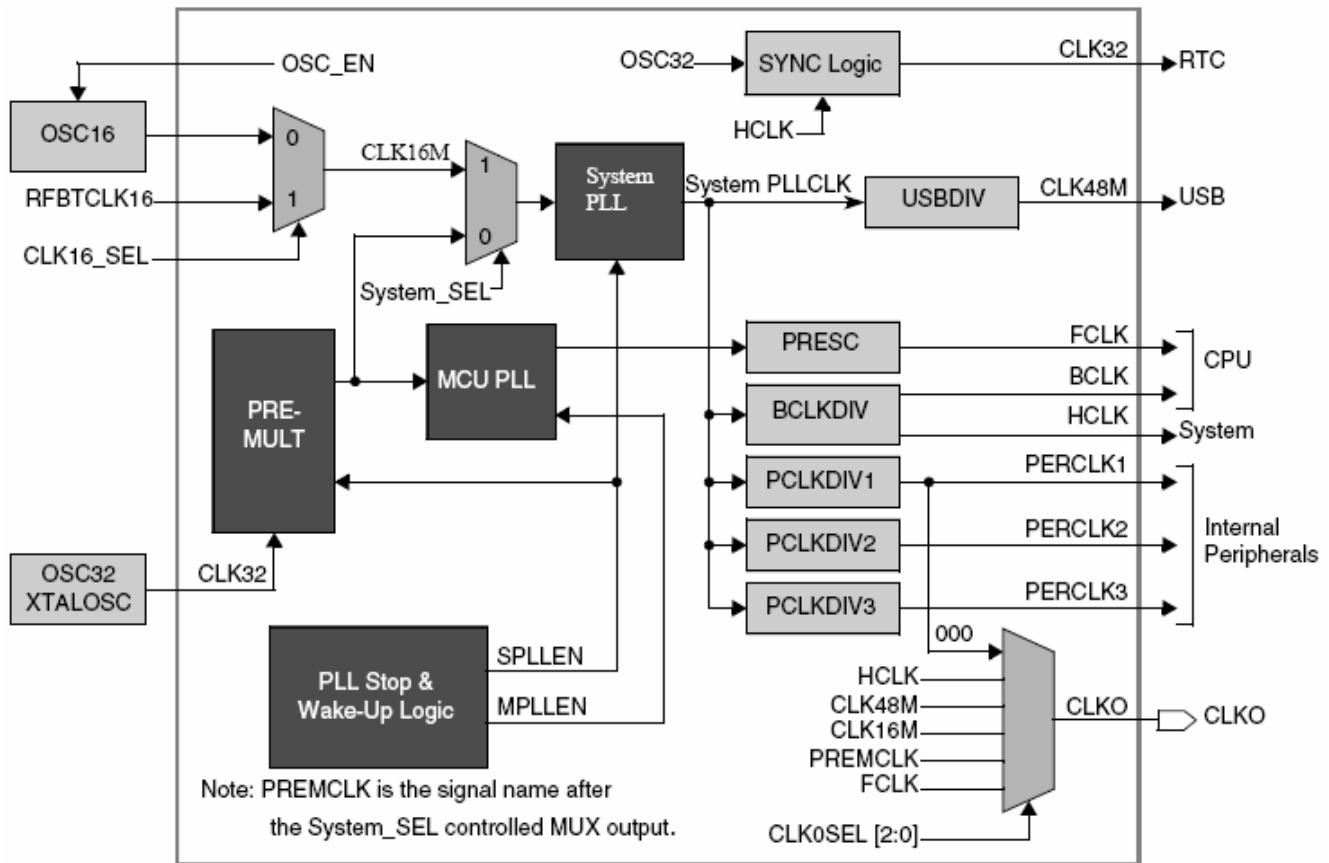 OSC_EN
OSC32
SYNC Logic
CLK32
RTC
OSC16
0
HCLK
CLK16M
1
System
PLL
System PLLCLK
USBDIV
CLK48M
USB
RFBTCLK16
1
0
CLK16_SEL
System_SEL
PRESC
FCLK
CPU
MCU PLL
BCLK
PRE-
MULT
BCLKDIV
HCLK
System
PCLKDIV1
PERCLK1
Internal
Peripherals
PCLKDIV2
PERCLK2
OSC32
XTALOSC
CLK32
PCLKDIV3
PERCLK3
000
PLL Stop &
Wake-Up Logic
SPLLEN
MPLLEN
HCLK
CLK48M
CLK16M
PREMCLK
FCLK
CLKO
CLKO
CLK0SEL [2:0]
Note: PREMCLK is the signal name after
the System_SEL controlled MUX output.